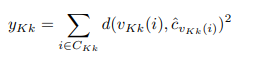 y_{Kk} = \sum_{i \in C_{Kk}} d(v_{Kk}(i), \hat{c}_{v_{Kk}(i)})^2